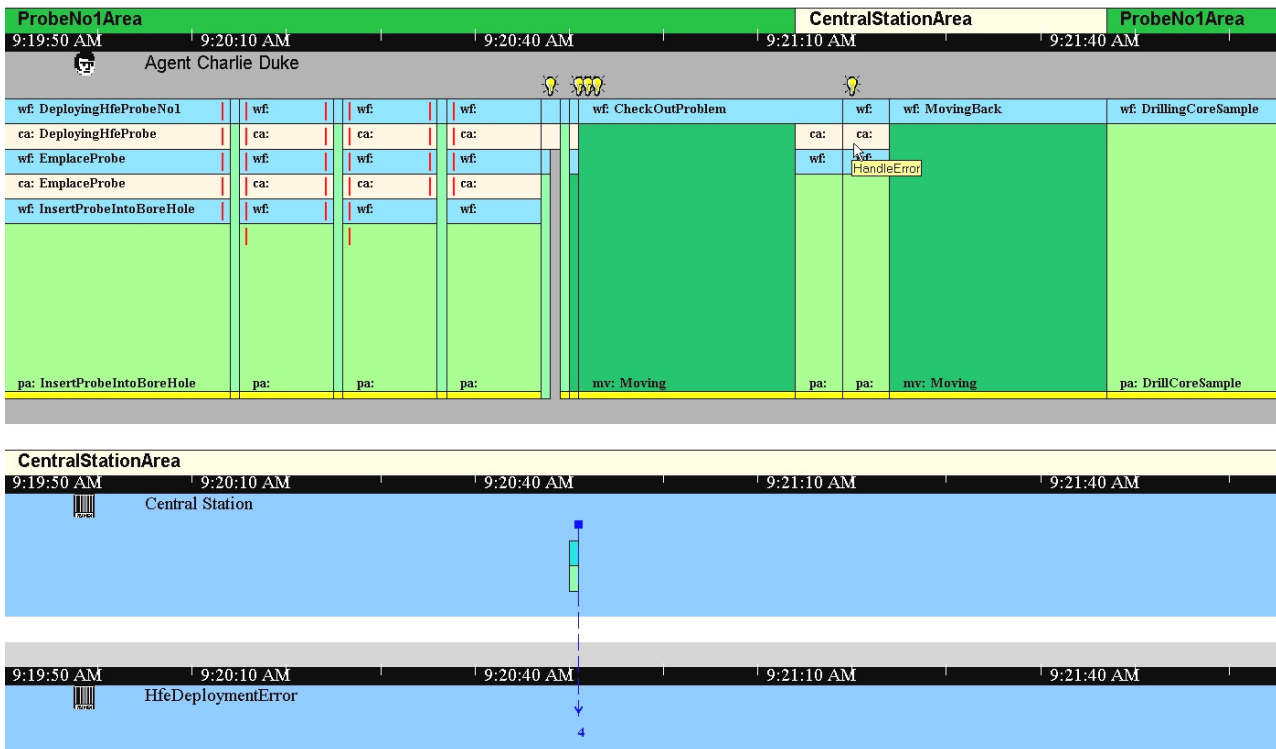 ProbeNo1Area CentralStationArea ProbeNo1Area
9:19:50 AM 9:20:10 AM 9:20:40 AM 9:21:10 AM 9:21:40 AM
Agent Charlie Duke
wf: DeployingHfeProbeNo1 wf: wf: wf: wf: CheckOutProblem wf: wf: MovingBack wf: DrillingCoreSample
ca: DeployingHfeProbe ca: ca: ca: ca: ca:
wf: EmplaceProbe wf: wf: wf: wf: wf:
HandleError
ca: EmplaceProbe ca: ca: ca:
wf: InsertProbeIntoBoreHole wf: wf: wf:
pa: InsertProbeIntoBoreHole pa: pa: pa: mv: Moving pa: pa: mv: Moving pa: DrillCoreSample
CentralStationArea
9:19:50 AM 9:20:10 AM 9:20:40 AM 9:21:10 AM 9:21:40 AM
Central Station
9:19:50 AM 9:20:10 AM 9:20:40 AM 9:21:10 AM 9:21:40 AM
HfeDeploymentError
4